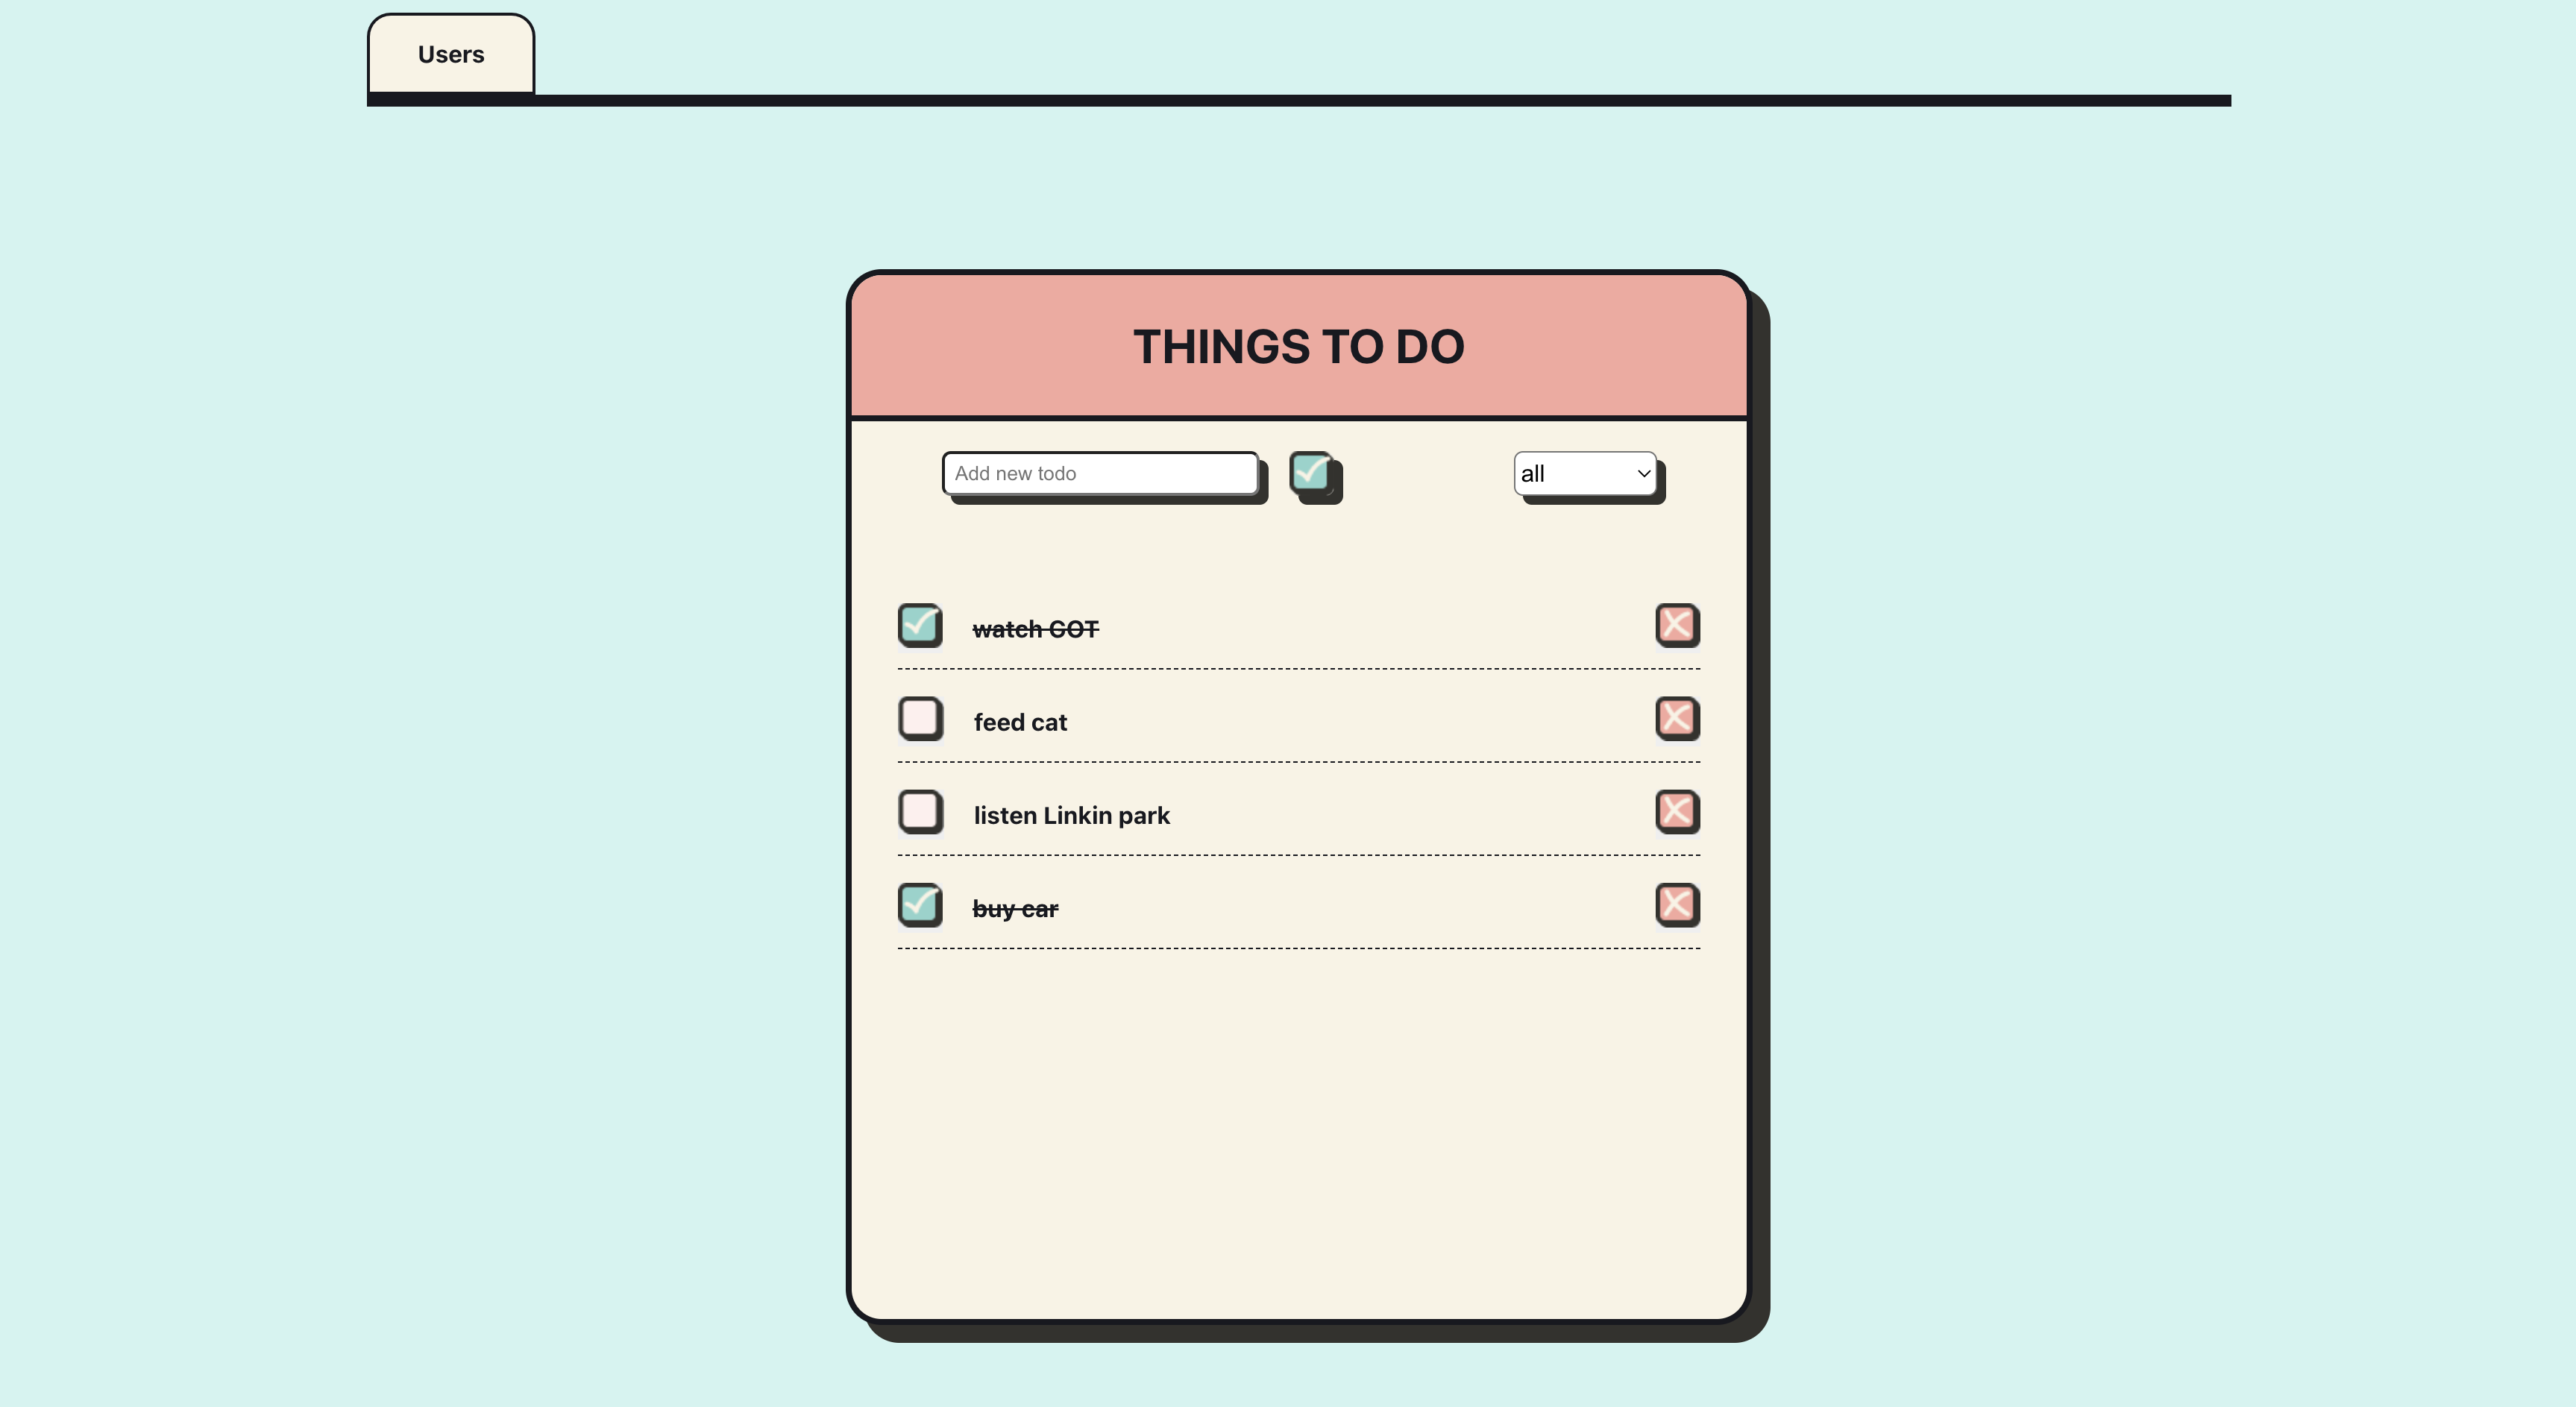 Users
THINGS TO DO
Add new todo
all
watch GOT
feed cat
listen Linkin park
buy car